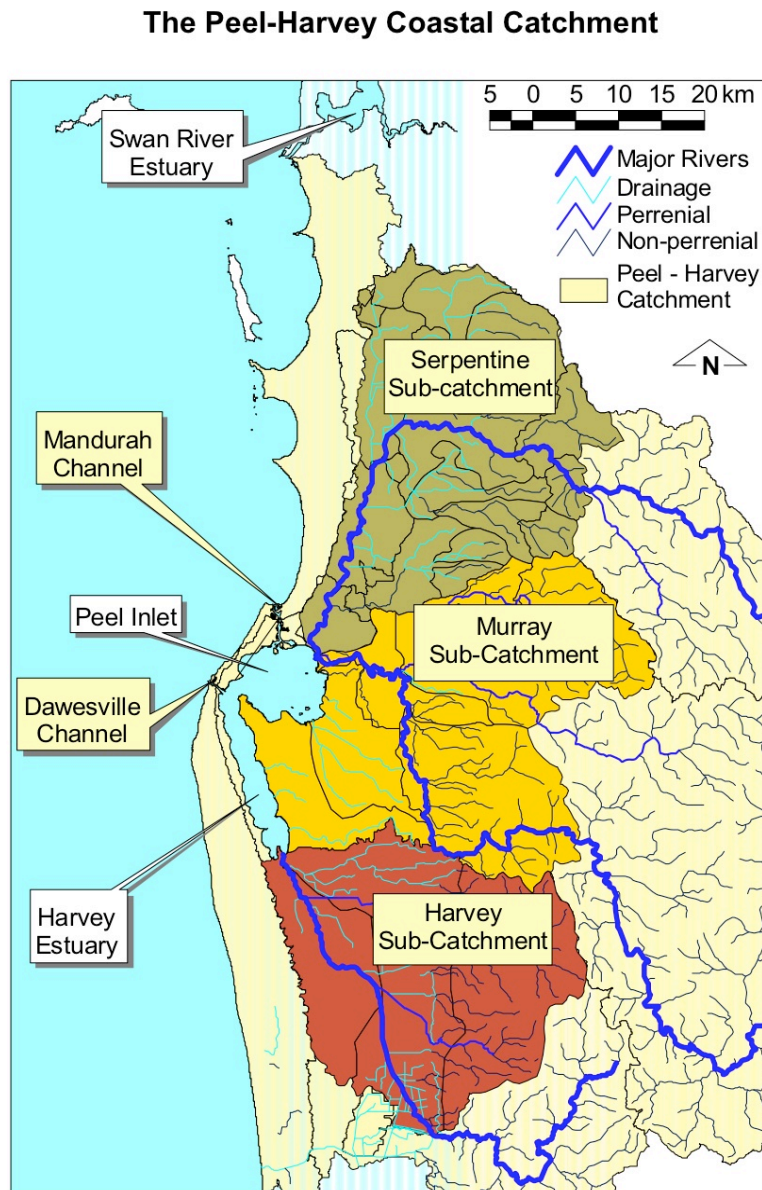 The Peel-Harvey Coastal Catchment
5 0 5 10 15 20 km
Swan River
Estuary
Major Rivers
Drainage
Perrenial
Non-perrenial
Peel - Harvey
Catchment
N
Serpentine
Sub-catchment
Mandurah
Channel
Peel Inlet
Murray
Sub-Catchment
Dawesville
Channel
Harvey
Estuary
Harvey
Sub-Catchment